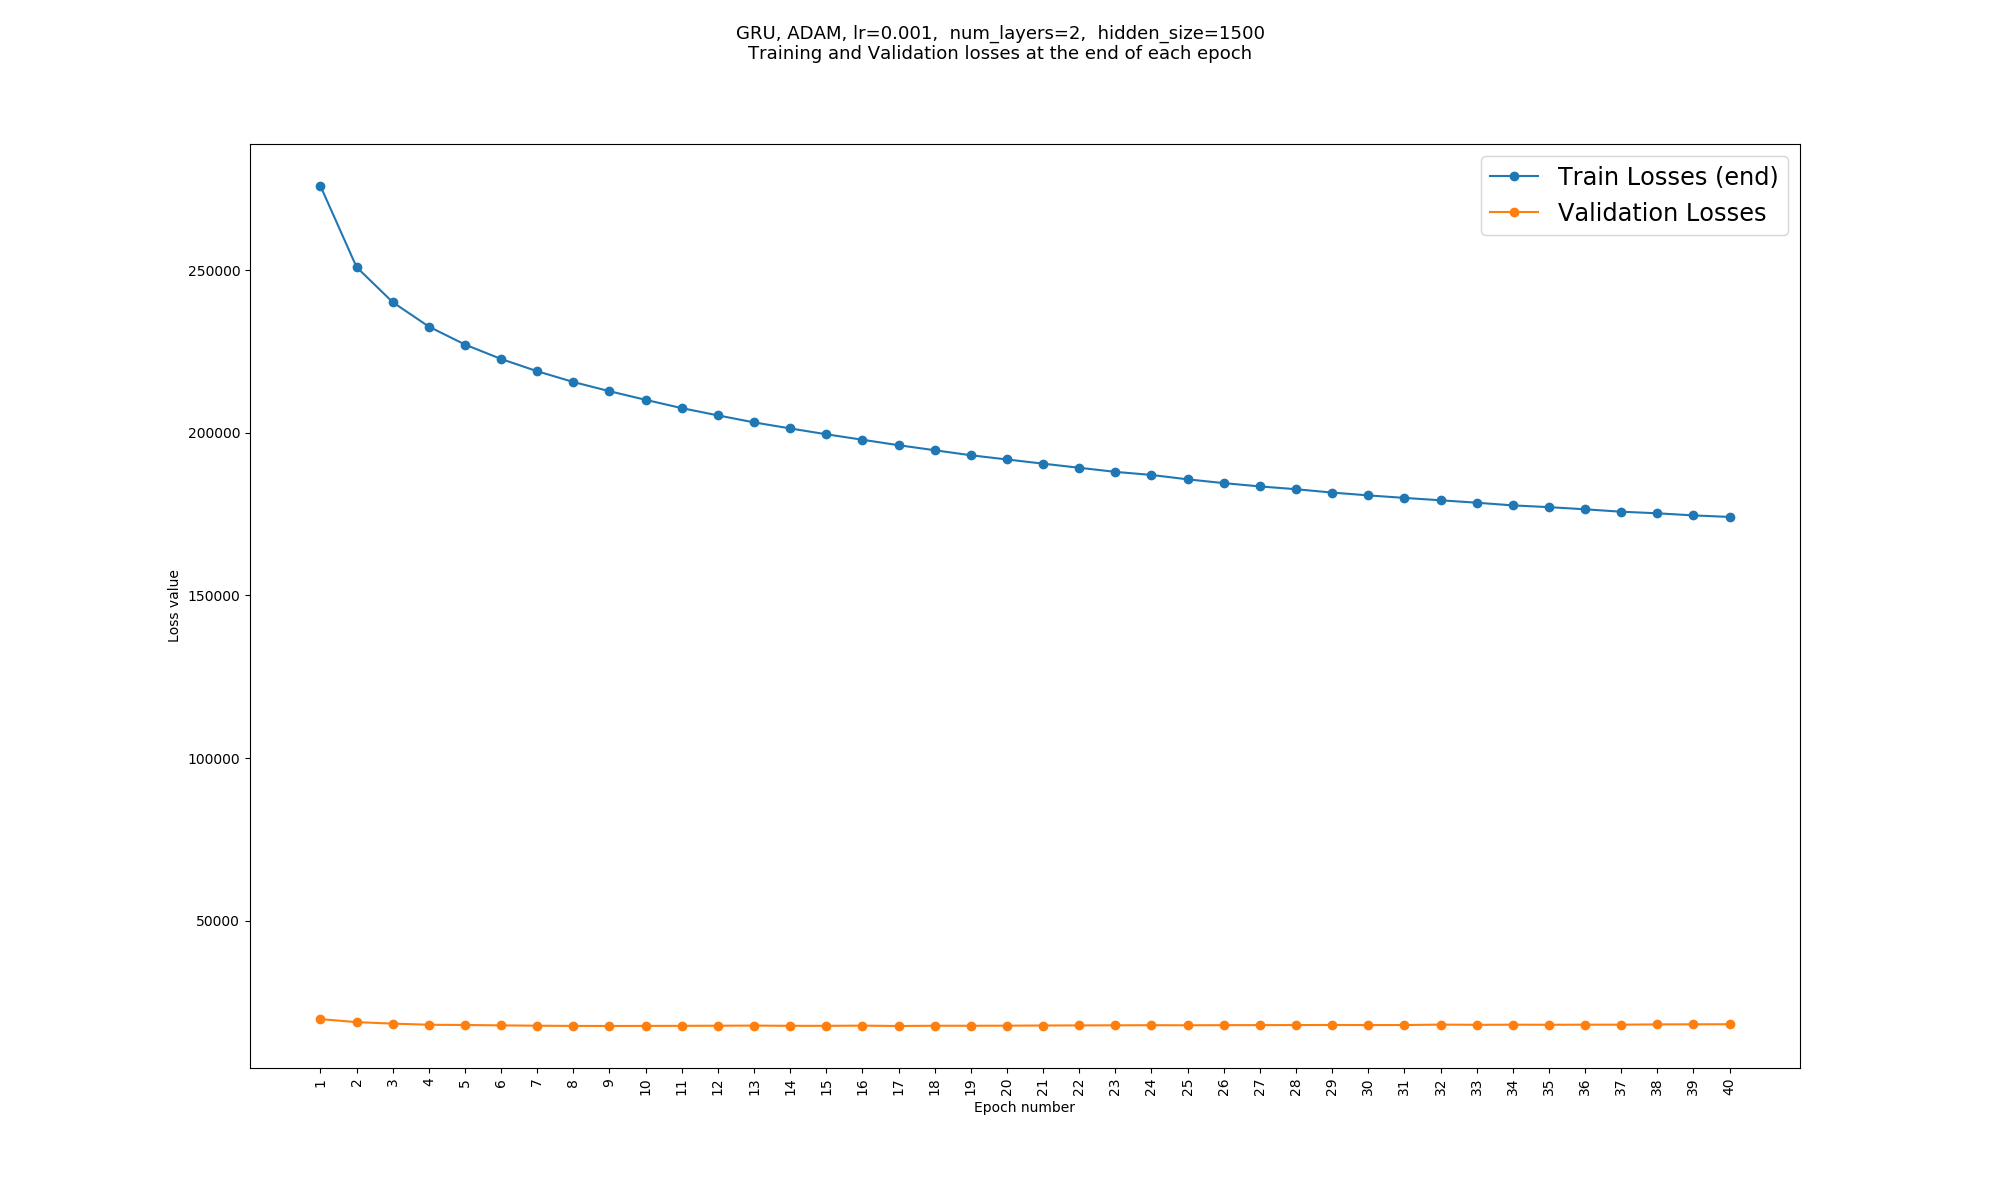 GRU, ADAM, lr=0.001,  num_layers=2,  hidden_size=1500
Training and Validation losses at the end of each epoch
Train Losses (end)
Validation Losses
250000
200000
150000
100000
50000
Loss value
1 2 3 4 5 6 7 8 9 10 11 12 13 14 15 16 17 18 19 20 21 22 23 24 25 26 27 28 29 30 31 32 33 34 35 36 37 38 39 40
Epoch number